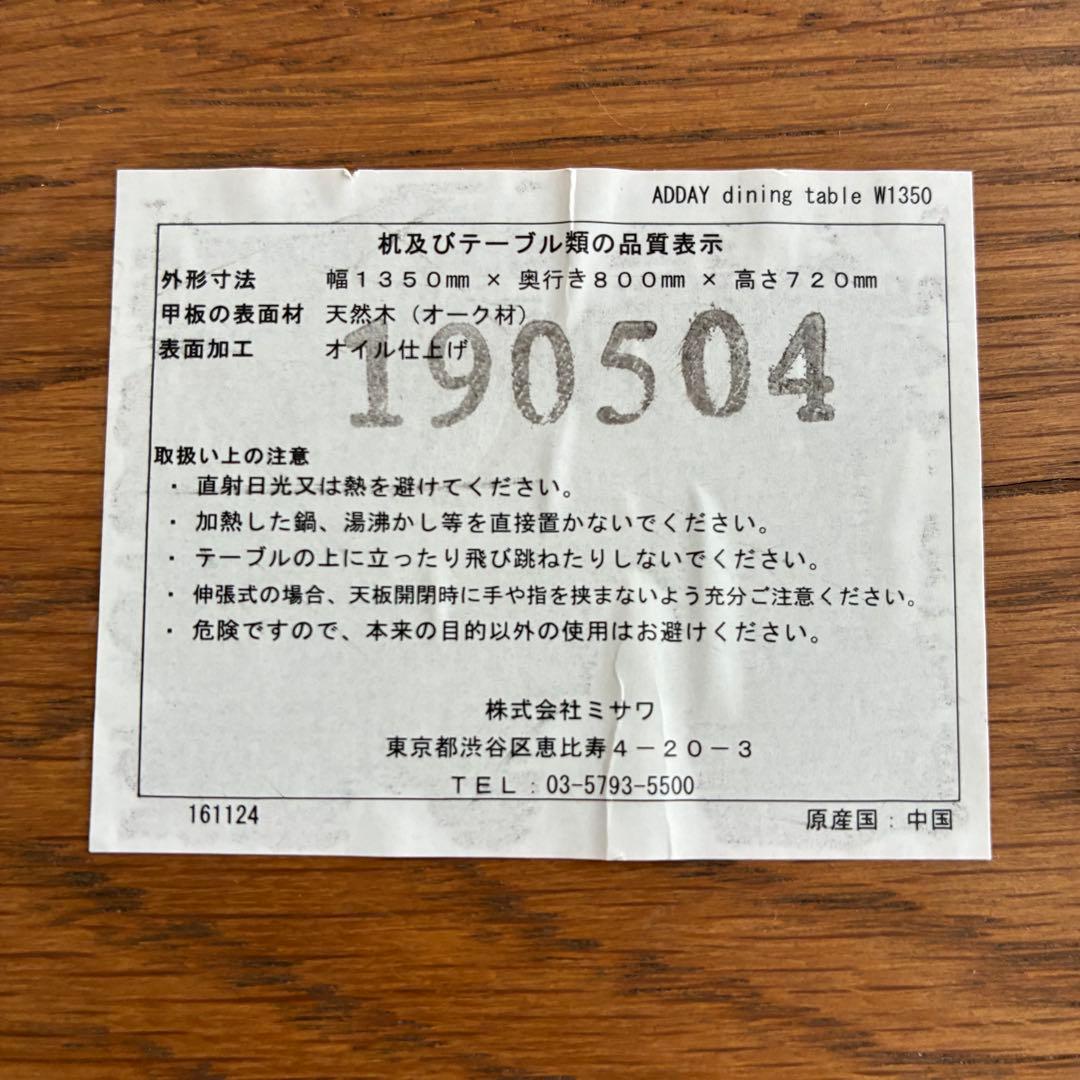 ADDAY dining table W1350
机及びテーブル類の品質表示
外形寸法 幅１３５０㎜ × 奥行き８００㎜ × 高さ７２０㎜
甲板の表面材 天然木（オーク材）
表面加工 オイル仕上げ
190504
取扱い上の注意
・ 直射日光又は熱を避けてください。
・ 加熱した鍋、湯沸かし等を直接置かないでください。
・ テーブルの上に立ったり飛び跳ねたりしないでください。
・ 伸張式の場合、天板開閉時に手や指を挟まないよう充分ご注意ください。
・ 危険ですので、本来の目的以外の使用はお避けください。
株式会社ミサワ
東京都渋谷区恵比寿４－２０－３
ＴＥＬ：03-5793-5500
161124
原産国：中国